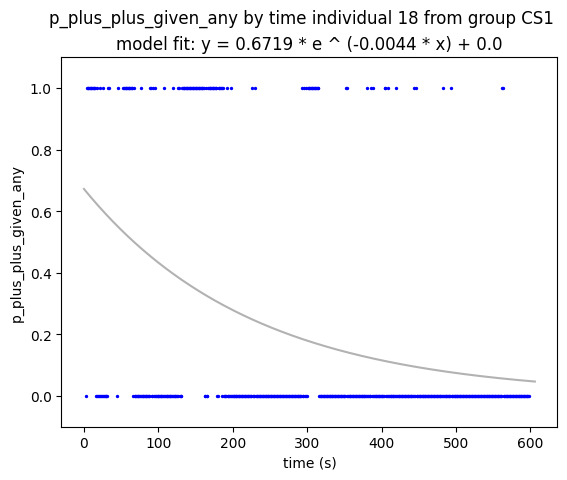 p_plus_plus_given_any by time individual 18 from group CS1
model fit: y = 0.6719 * e ^ (-0.0044 * x) + 0.0
p_plus_plus_given_any
1.0
0.8
0.6
0.4
0.2
0.0
0 100 200 300 400 500 600
time (s)